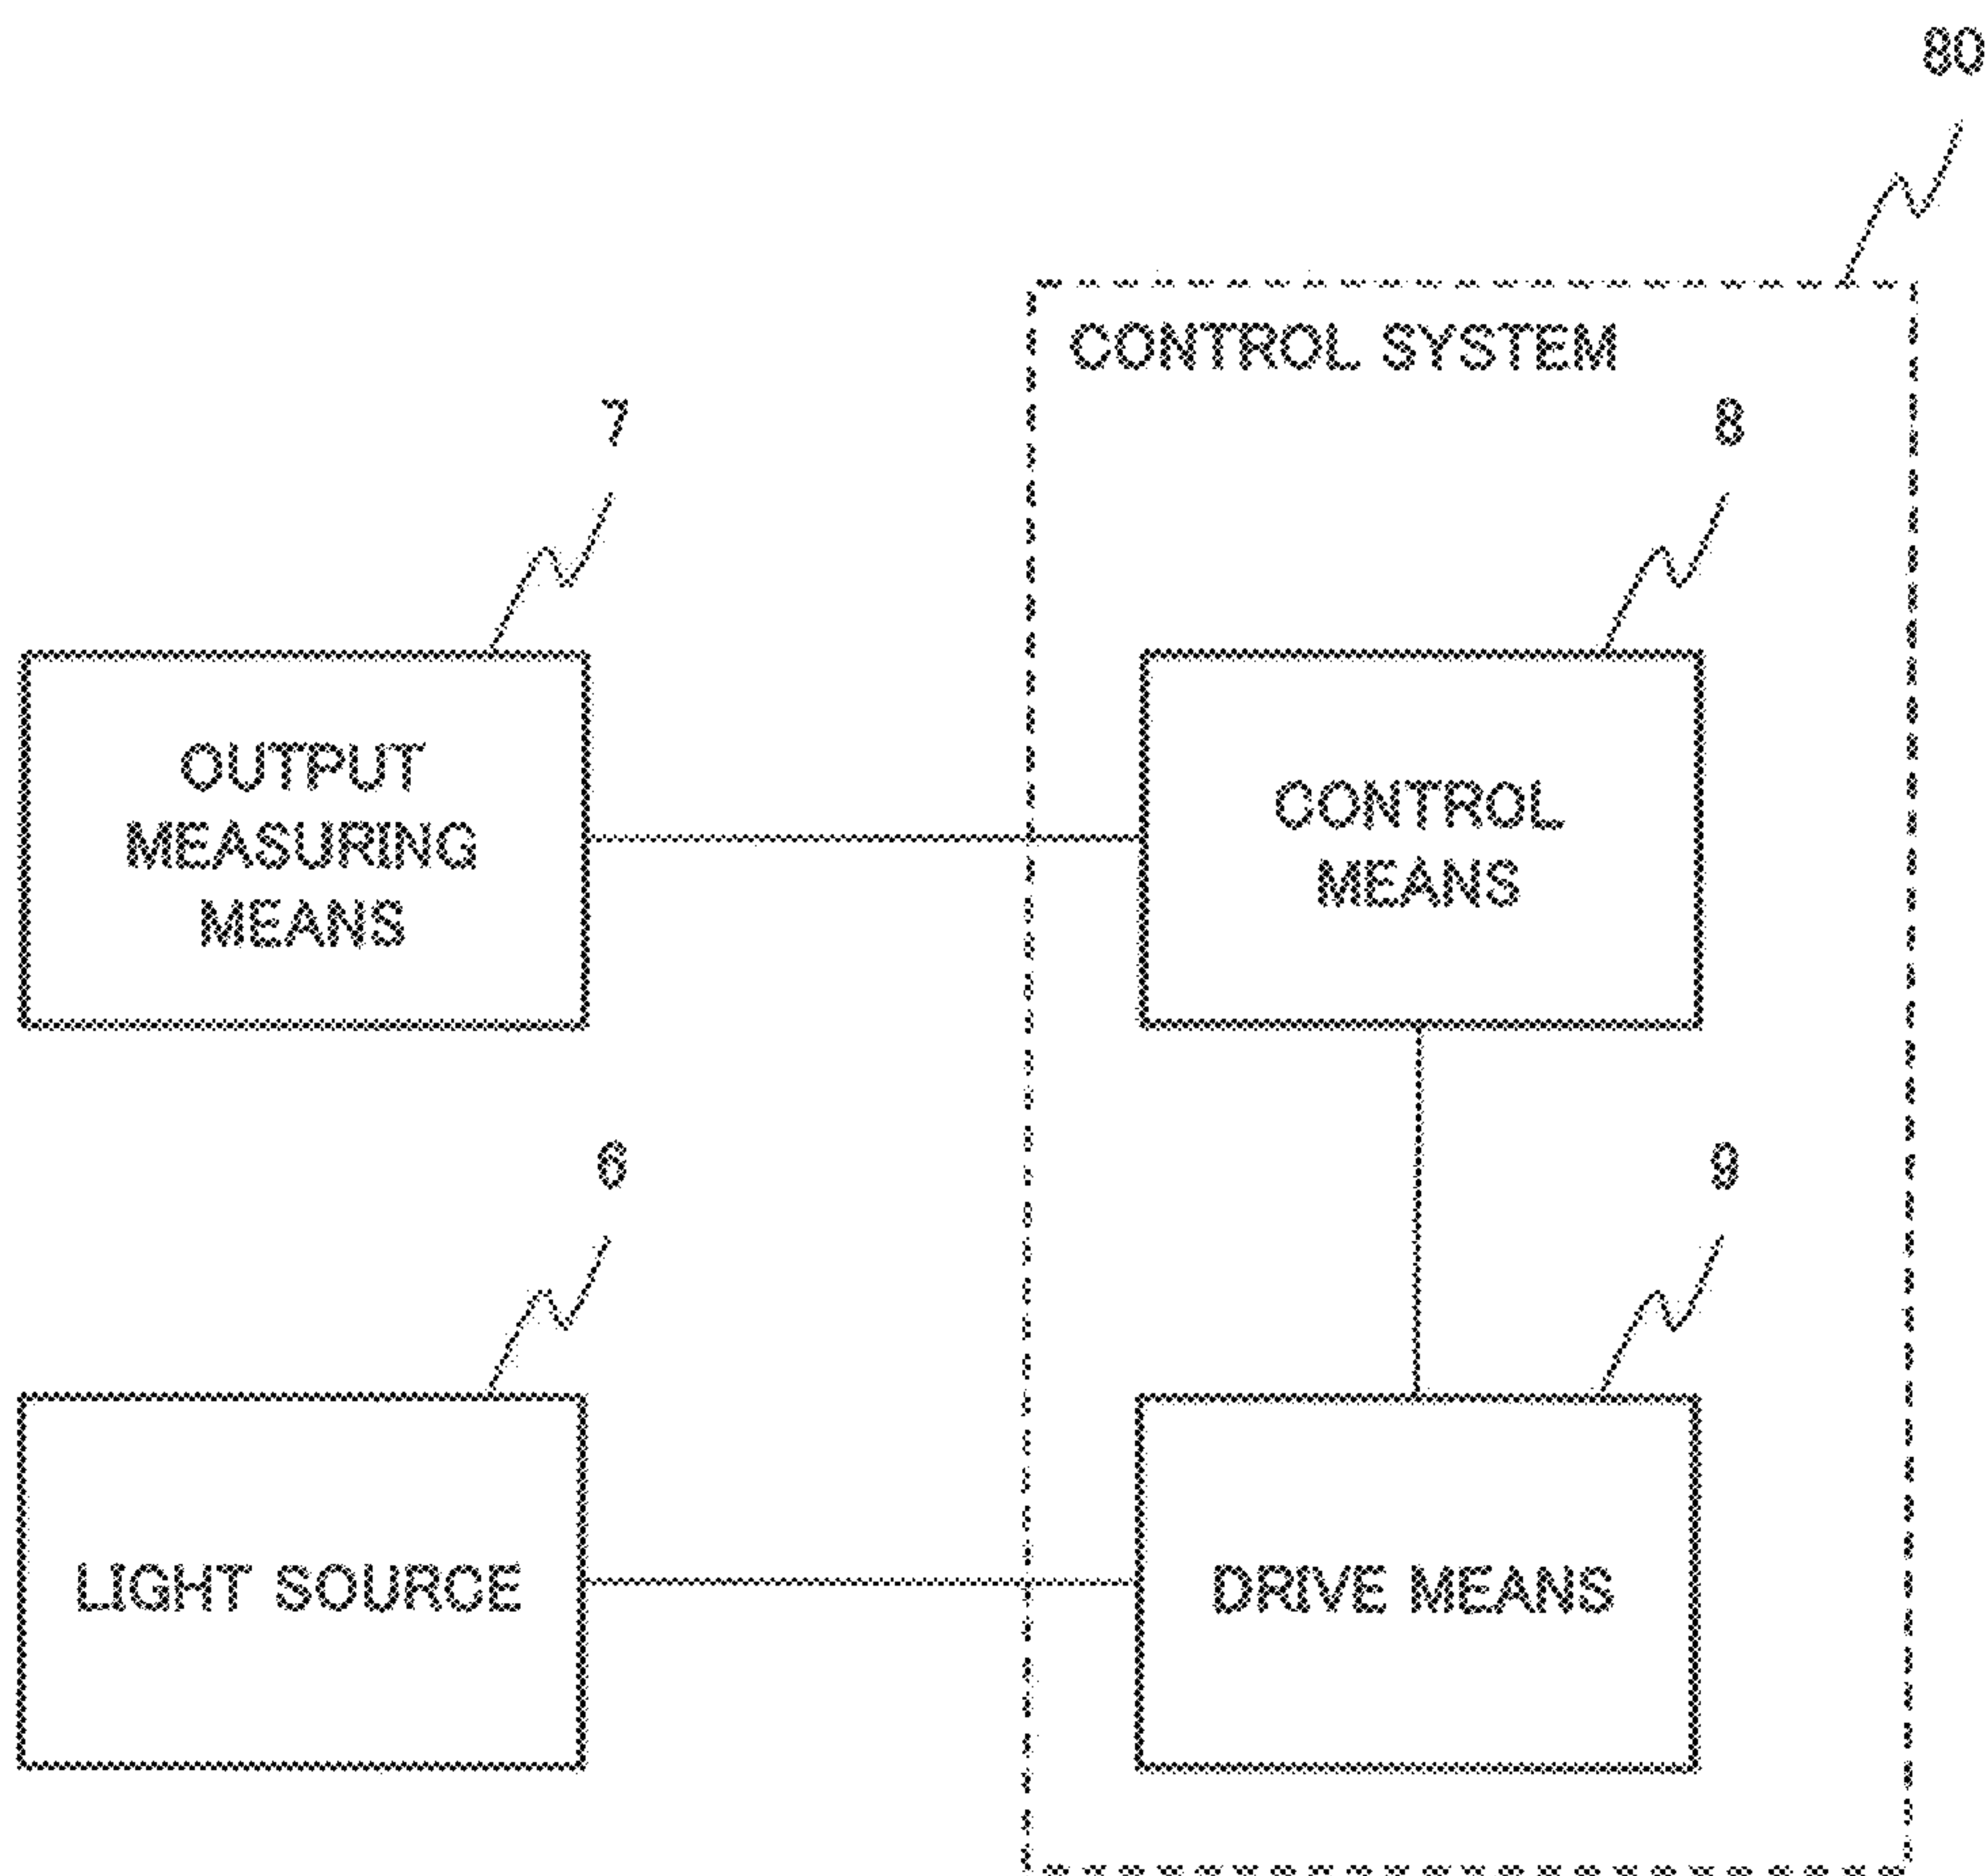 80
CONTROL SYSTEM
7
8
OUTPUT
MEASURING
MEANS
CONTROL
MEANS
6
9
LIGHT SOURCE
DRIVE MEANS